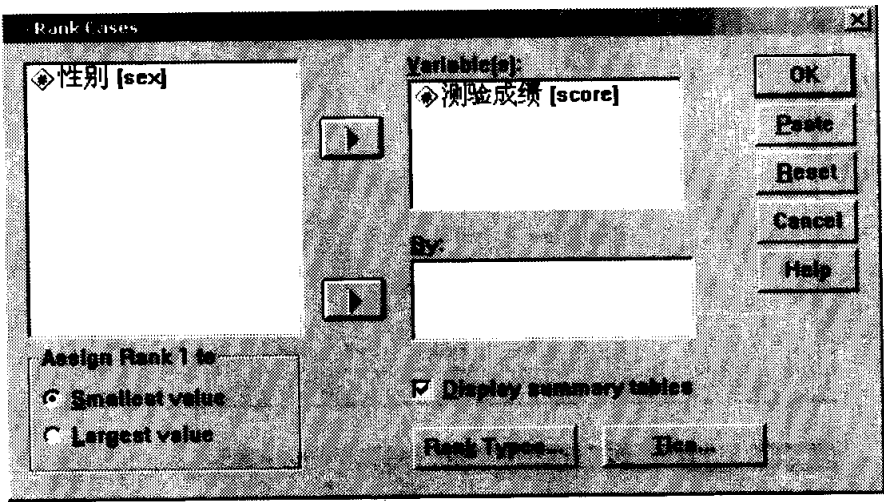 Rank Cases
性别 [sex]
Variable[s]:
测验成绩 [score]
OK
Paste
Reset
Cancel
Help
By:
Assign Rank 1 to
Smallest value
Largest value
Display summary tables
Rank Types...
Ties...